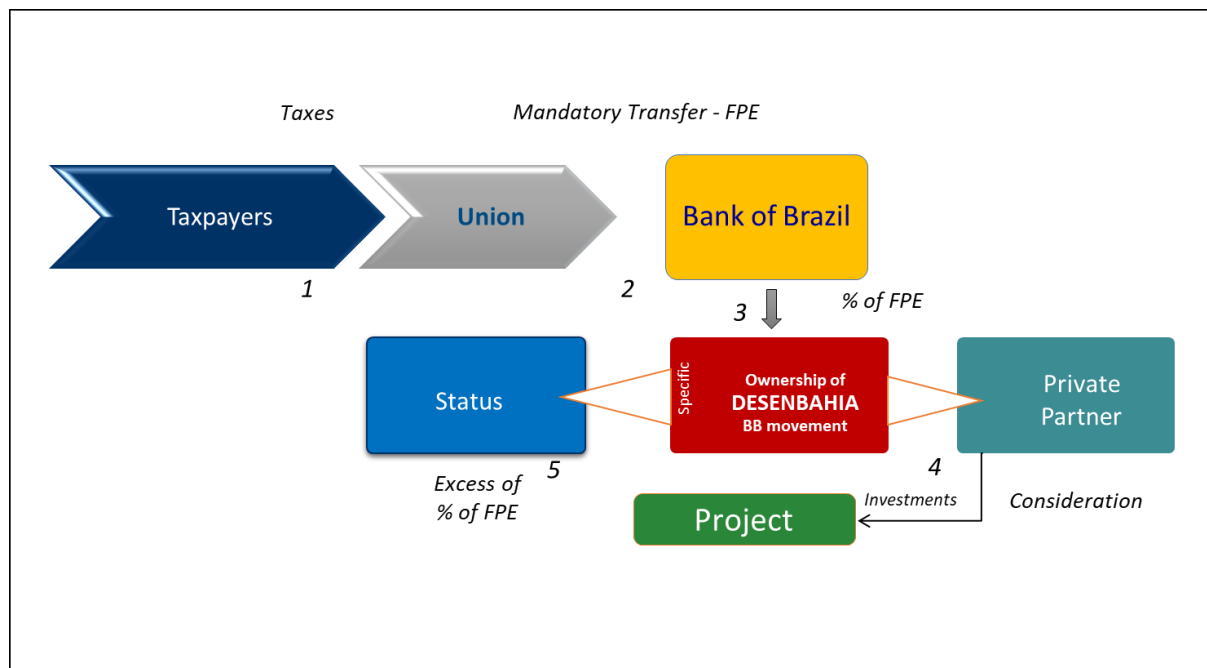 Taxes
Mandatory Transfer - FPE
Taxpayers
Union
Bank of Brazil
1
2
3
% of FPE
Status
Specific
Ownership of
DESENBAHIA
BB movement
Private
Partner
5
4
Excess of
% of FPE
Investments
Consideration
Project